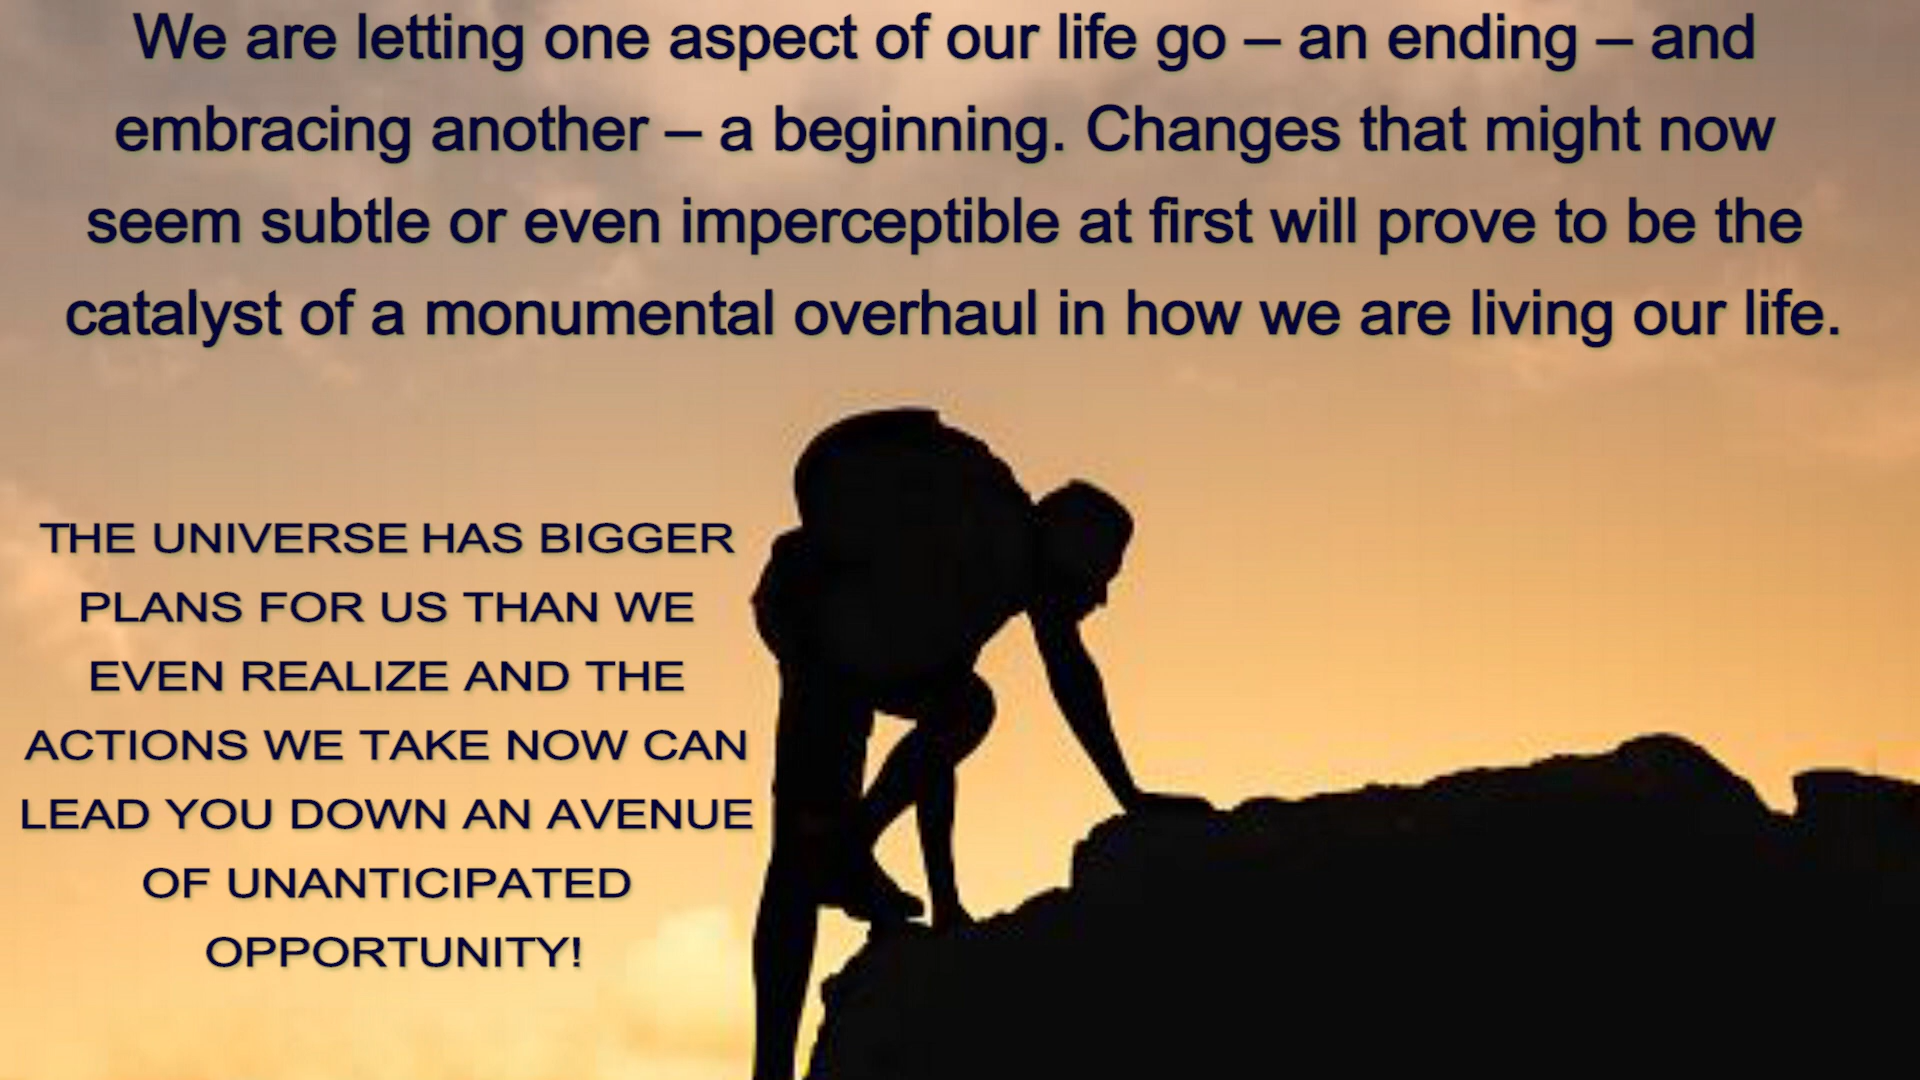 We are letting one aspect of our life go – an ending – and
embracing another – a beginning. Changes that might now
seem subtle or even imperceptible at first will prove to be the
catalyst of a monumental overhaul in how we are living our life.
THE UNIVERSE HAS BIGGER
PLANS FOR US THAN WE
EVEN REALIZE AND THE
ACTIONS WE TAKE NOW CAN
LEAD YOU DOWN AN AVENUE
OF UNANTICIPATED
OPPORTUNITY!